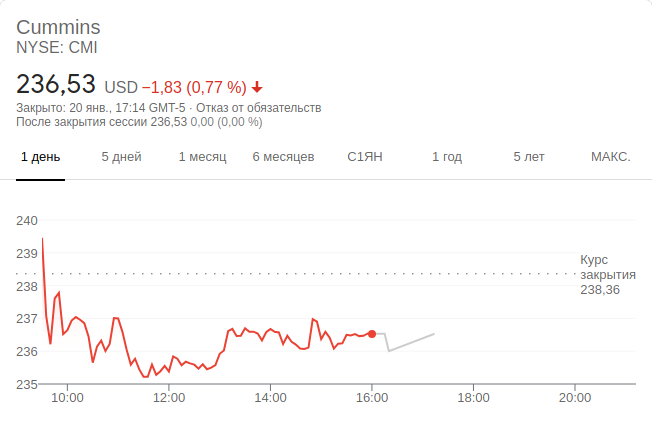 Cummins
NYSE: CMI
236,53 USD −1,83 (0,77 %)
Закрыто: 20 янв., 17:14 GMT-5 · Отказ от обязательств
После закрытия сессии 236,53 0,00 (0,00 %)
1 день 5 дней 1 месяц 6 месяцев С1ЯН 1 год 5 лет МАКС.
240
239
238
237
236
235
Курс
закрытия
238,36
10:00 12:00 14:00 16:00 18:00 20:00